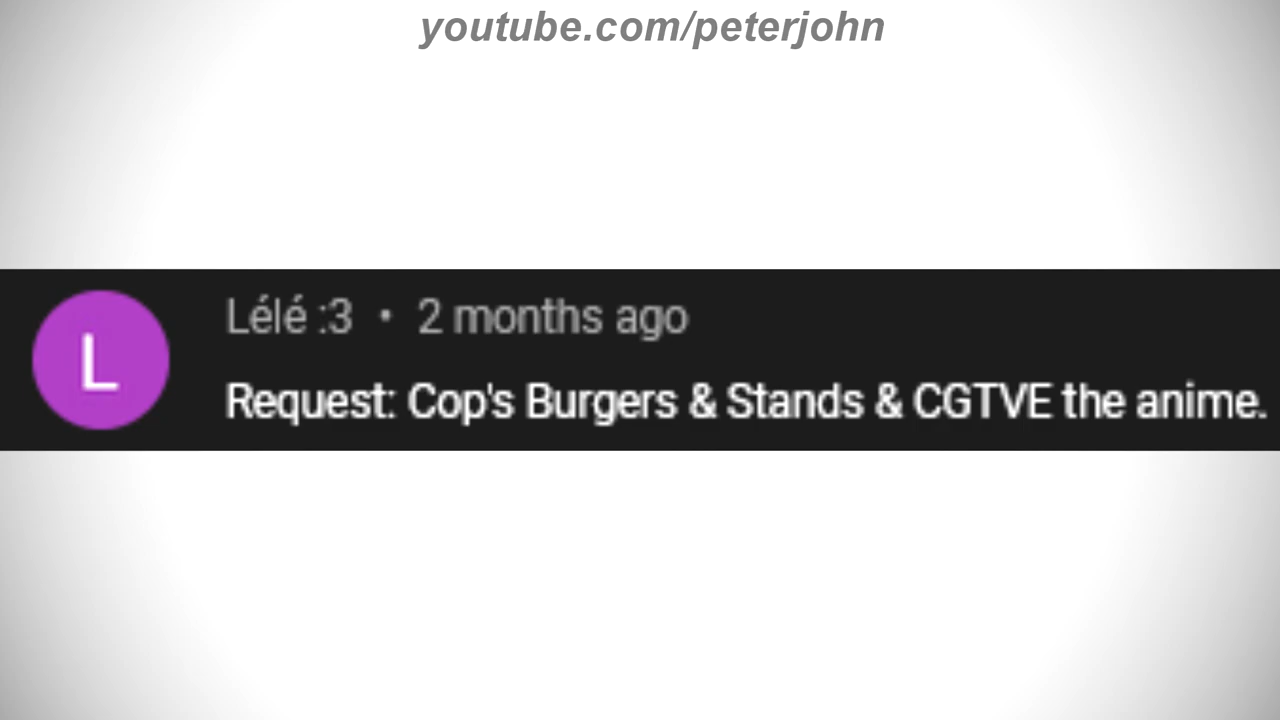 youtube.com/peterjohn
L
Lélé :3 • 2 months ago
Request: Cop's Burgers & Stands & CGTVE the anime.